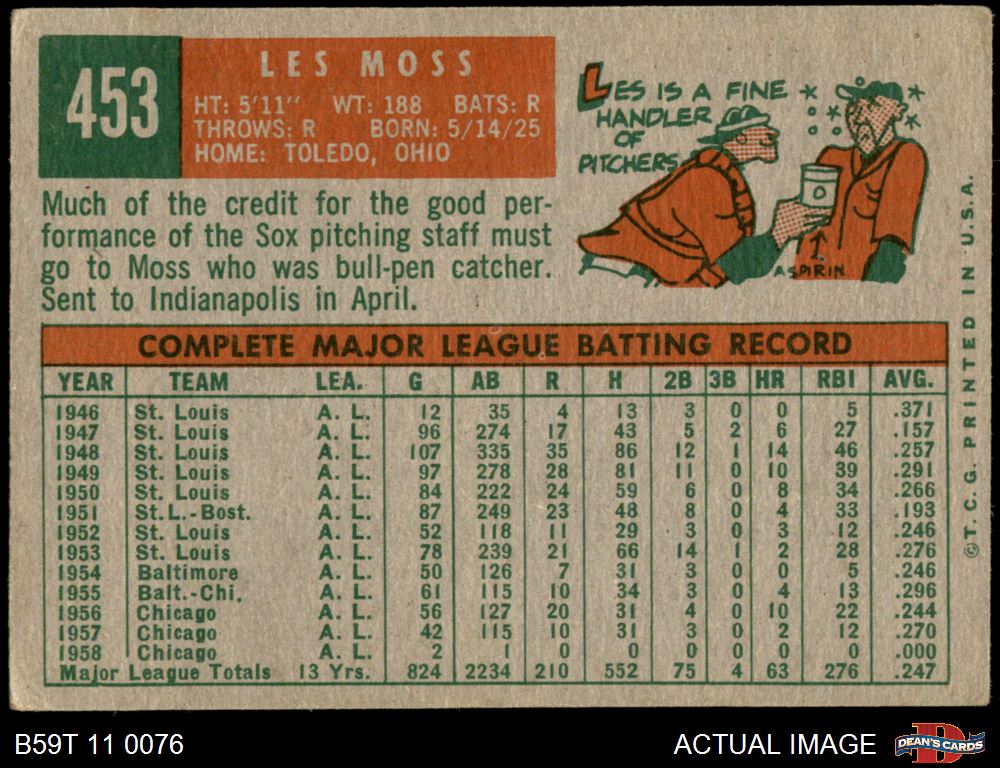 453
LES MOSS
HT: 5'11" WT: 188 BATS: R
THROWS: R BORN: 5/14/25
HOME: TOLEDO, OHIO
LES IS A FINE
HANDLER
OF
PITCHERS
ASPIRIN
Much of the credit for the good per-
formance of the Sox pitching staff must
go to Moss who was bull-pen catcher.
Sent to Indianapolis in April.
COMPLETE MAJOR LEAGUE BATTING RECORD
YEAR TEAM LEA. G AB R H 2B 3B HR RBI AVG.
1946 St. Louis A. L. 12 35 4 13 3 0 0 5 .371
1947 St. Louis A. L. 96 274 17 43 5 2 6 27 .157
1948 St. Louis A. L. 107 335 35 86 12 1 14 46 .257
1949 St. Louis A. L. 97 278 28 81 11 0 10 39 .291
1950 St. Louis A. L. 84 222 24 59 6 0 8 34 .266
1951 St.L.-Bost. A. L. 87 249 23 48 8 0 4 33 .193
1952 St. Louis A. L. 52 118 11 29 3 0 3 12 .246
1953 St. Louis A. L. 78 239 21 66 14 1 2 28 .276
1954 Baltimore A. L. 50 126 7 31 3 0 0 5 .246
1955 Balt.-Chi. A. L. 61 115 10 34 3 0 4 13 .296
1956 Chicago A. L. 56 127 20 31 4 0 10 22 .244
1957 Chicago A. L. 42 115 10 31 3 0 2 12 .270
1958 Chicago A. L. 2 1 0 0 0 0 0 0 .000
Major League Totals 13 Yrs. 824 2234 210 552 75 4 63 276 .247
© T. C. G. PRINTED IN U.S.A.
B59T 11 0076
ACTUAL IMAGE
D
DEAN'S CARDS